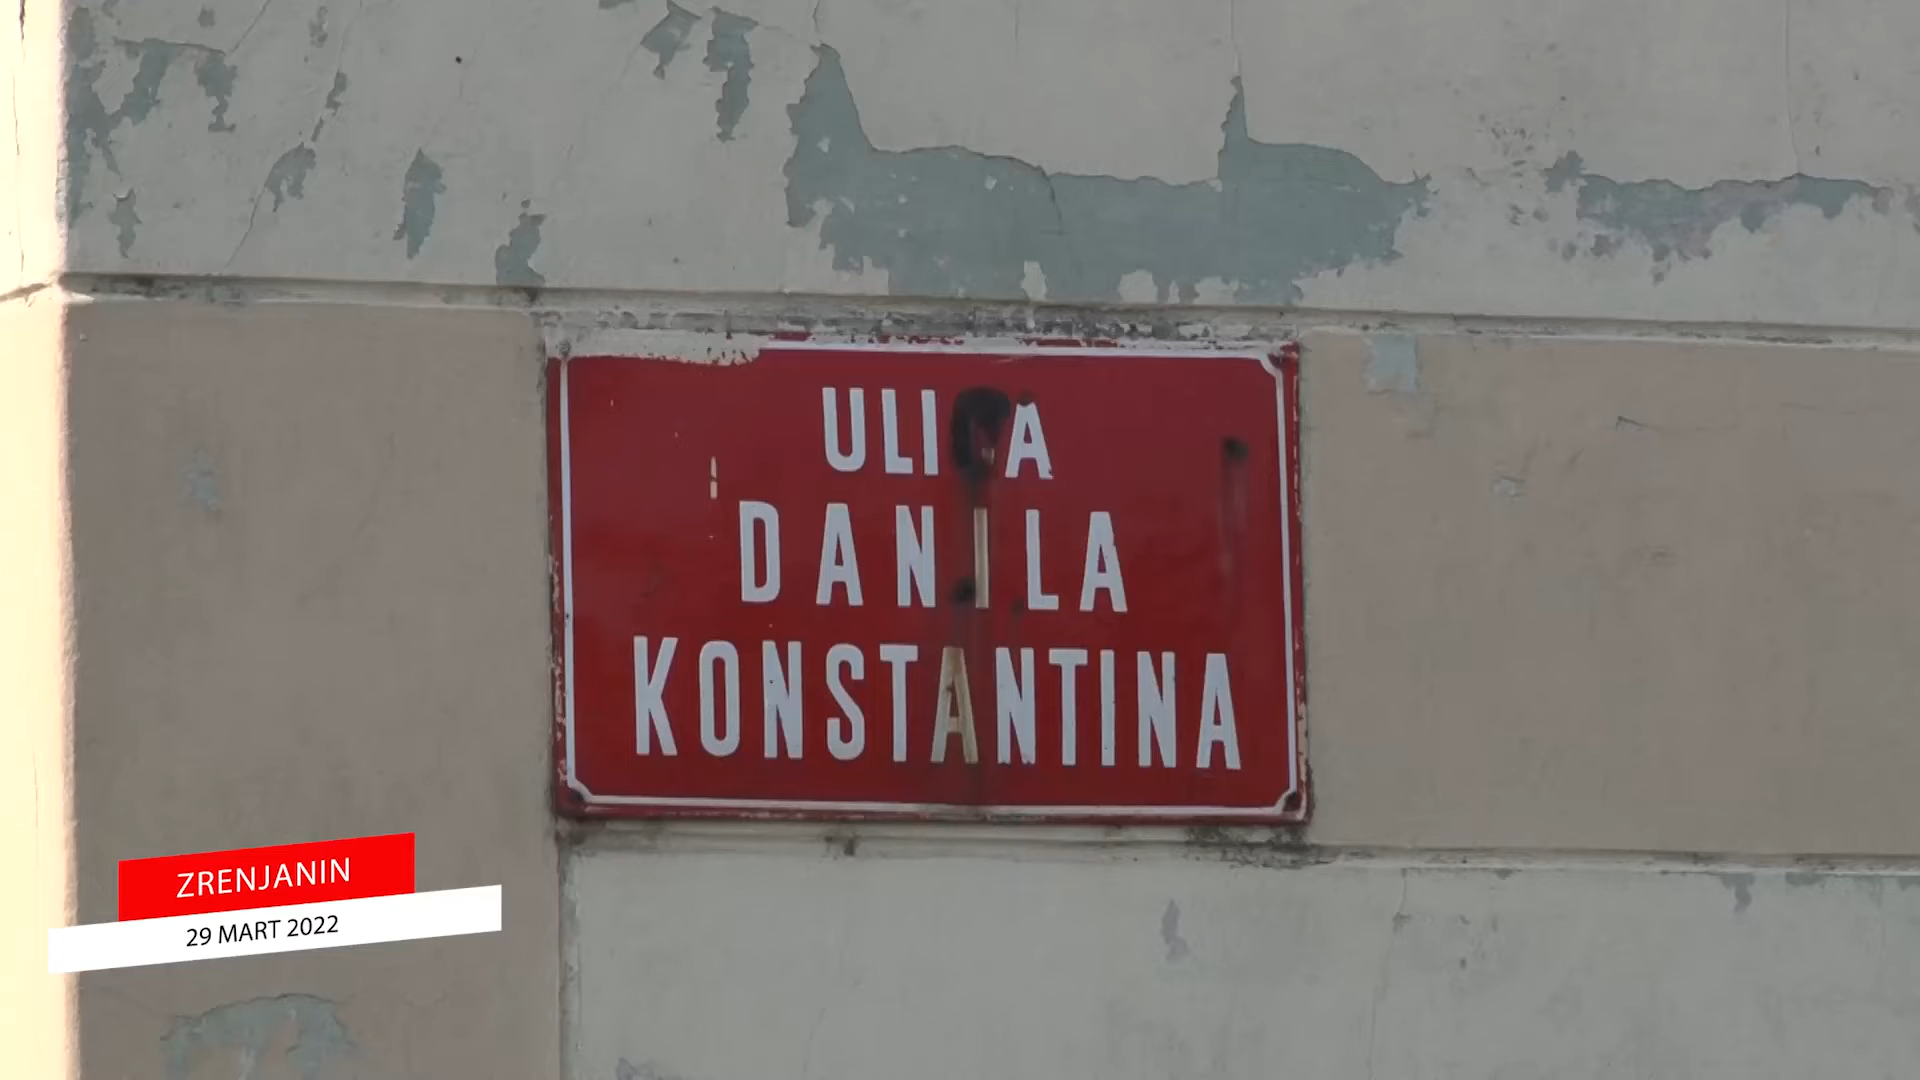 ULICA
DANILA
KONSTANTINA
ZRENJANIN
29 MART 2022